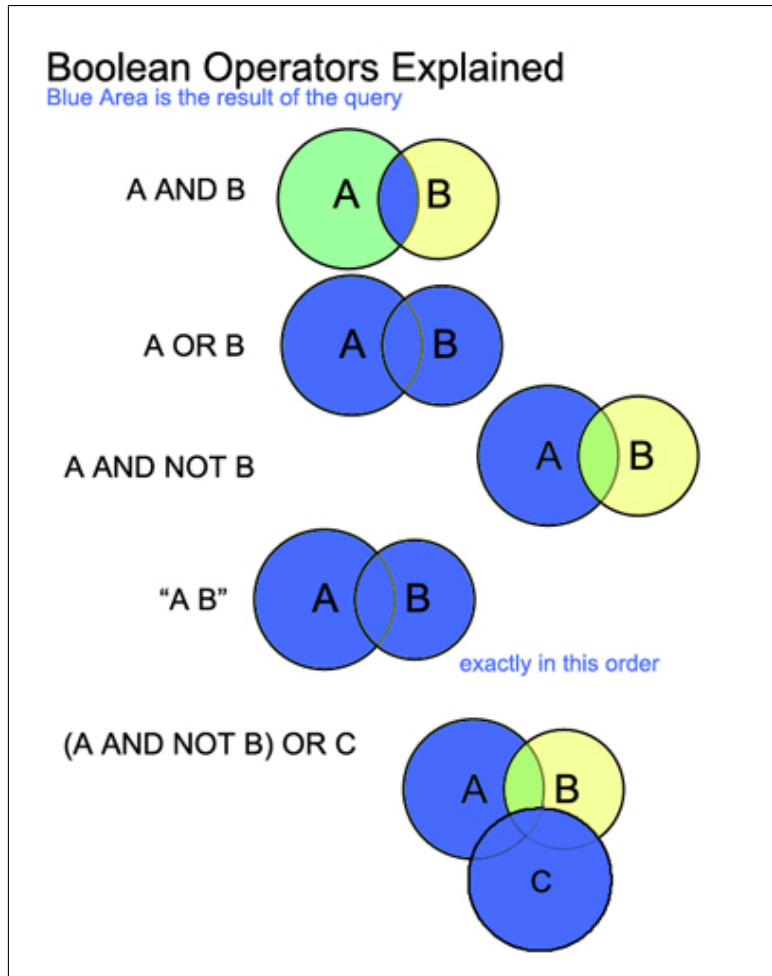 Boolean Operators Explained
Blue Area is the result of the query
A AND B
A B
A OR B
A B
A AND NOT B
A B
“A B”
A B
exactly in this order
(A AND NOT B) OR C
A B
c